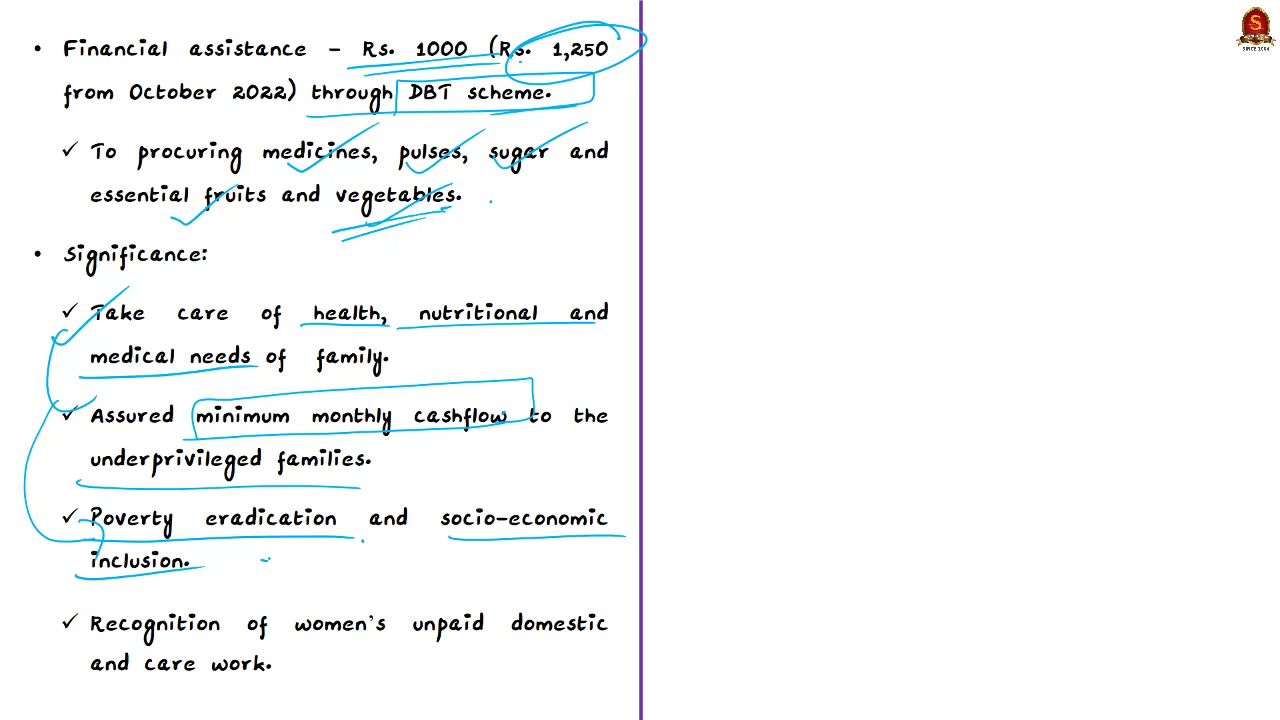 • Financial assistance – Rs. 1000 (Rs. 1,250
from October 2022) through DBT scheme.
✓ To procuring medicines, pulses, sugar and
essential fruits and vegetables.
• Significance:
✓ Take care of health, nutritional and
medical needs of family.
✓ Assured minimum monthly cashflow to the
underprivileged families.
✓ Poverty eradication and socio-economic
inclusion.
✓ Recognition of women's unpaid domestic
and care work.
S